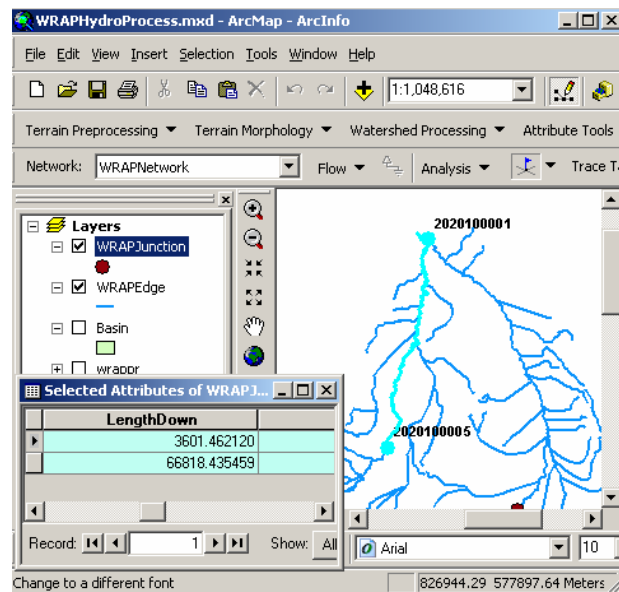 WRAPHydroProcess.mxd - ArcMap - ArcInfo
File Edit View Insert Selection Tools Window Help
1:1,048,616
Terrain Preprocessing Terrain Morphology Watershed Processing Attribute Tools
Network: WRAPNetwork Flow Analysis Trace Ta
Layers
WRAPJunction
WRAPEdge
Basin
wrappr
2020100001
2020100005
Selected Attributes of WRAPJ...
LengthDown
3601.462120
66818.435459
Record: 1 Show: All
Arial 10
Change to a different font 826944.29 577897.64 Meters